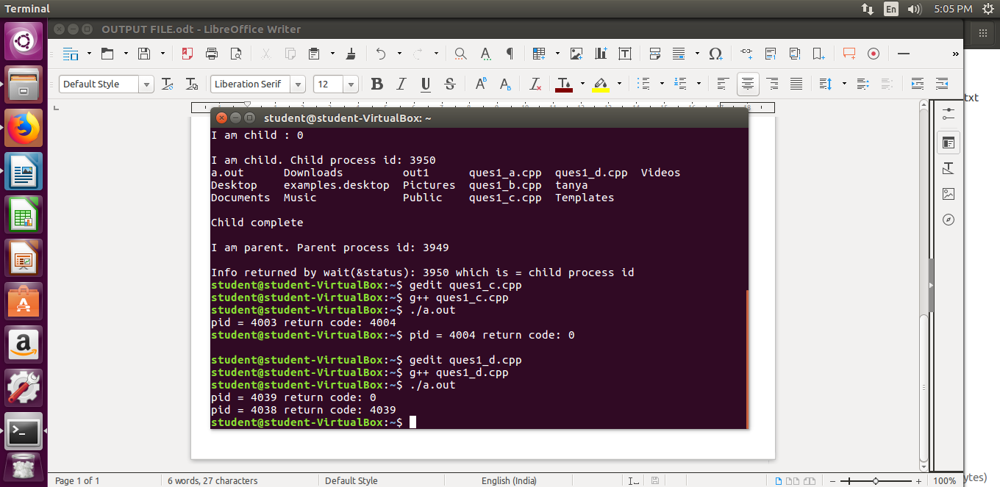 Terminal
En
5:05 PM
OUTPUT FILE.odt - LibreOffice Writer
Default Style
Liberation Serif
12
txt
student@student-VirtualBox: ~
I am child : 0
I am child. Child process id: 3950
a.out Downloads out1 ques1_a.cpp ques1_d.cpp Videos
Desktop examples.desktop Pictures ques1_b.cpp tanya
Documents Music Public ques1_c.cpp Templates
Child complete
I am parent. Parent process id: 3949
Info returned by wait(&status): 3950 which is = child process id
student@student-VirtualBox:~$ gedit ques1_c.cpp
student@student-VirtualBox:~$ g++ ques1_c.cpp
student@student-VirtualBox:~$ ./a.out
pid = 4003 return code: 4004
student@student-VirtualBox:~$ pid = 4004 return code: 0
student@student-VirtualBox:~$ gedit ques1_d.cpp
student@student-VirtualBox:~$ g++ ques1_d.cpp
student@student-VirtualBox:~$ ./a.out
pid = 4039 return code: 0
pid = 4038 return code: 4039
student@student-VirtualBox:~$
Page 1 of 1
6 words, 27 characters
Default Style
English (India)
100%
ytes)